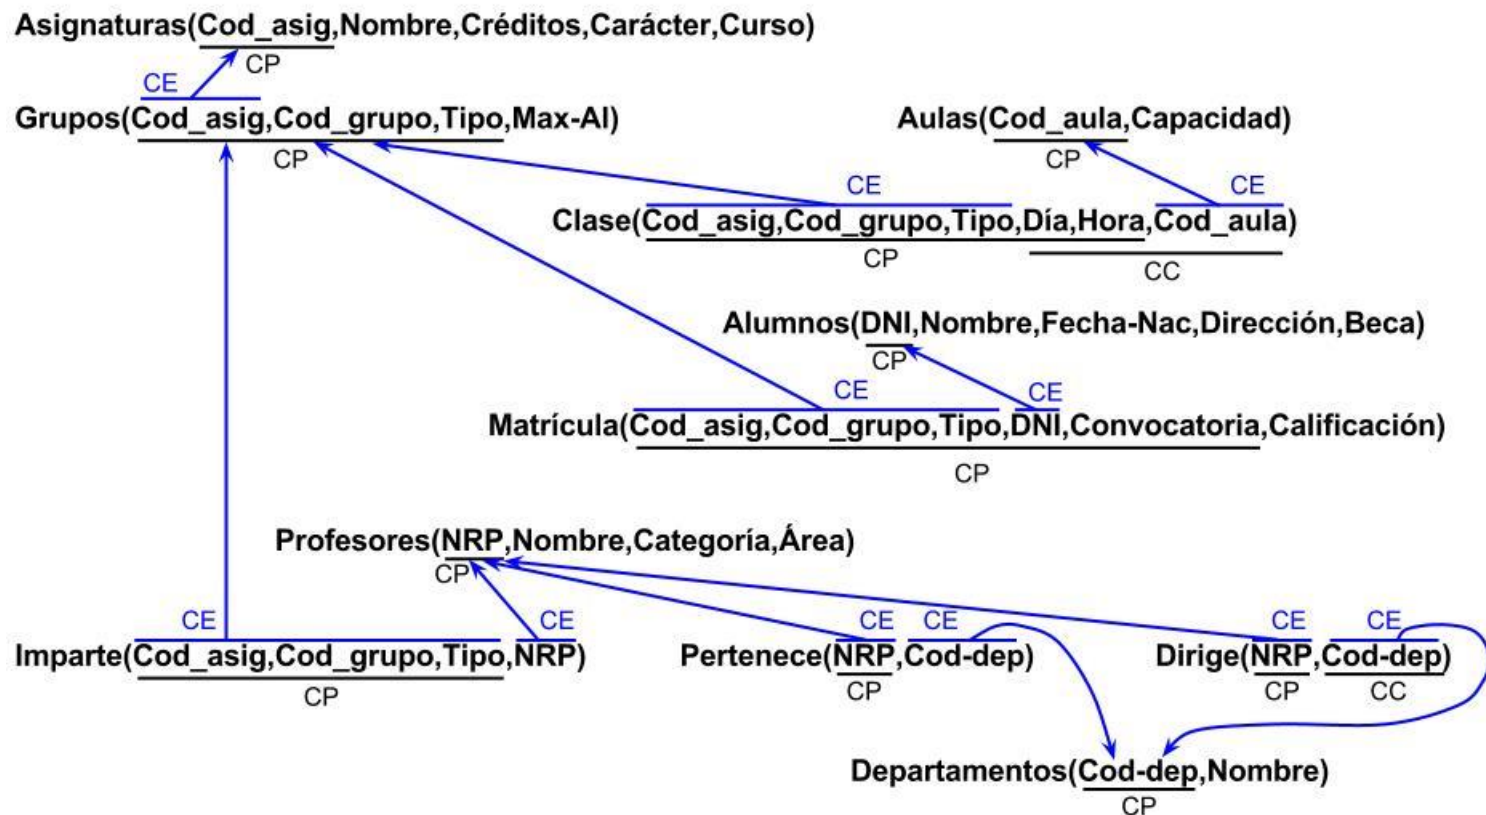 Asignaturas(Cod_asig,Nombre,Créditos,Carácter,Curso)
CP
CE
Grupos(Cod_asig,Cod_grupo,Tipo,Max-Al)
CP
Aulas(Cod_aula,Capacidad)
CP
CE CE
Clase(Cod_asig,Cod_grupo,Tipo,Día,Hora,Cod_aula)
CP CC
Alumnos(DNI,Nombre,Fecha-Nac,Dirección,Beca)
CP
CE CE
Matrícula(Cod_asig,Cod_grupo,Tipo,DNI,Convocatoria,Calificación)
CP
Profesores(NRP,Nombre,Categoría,Área)
CP
CE CE
Imparte(Cod_asig,Cod_grupo,Tipo,NRP)
CP
CE CE
Pertenece(NRP,Cod-dep)
CP
CE CE
Dirige(NRP,Cod-dep)
CP CC
Departamentos(Cod-dep,Nombre)
CP